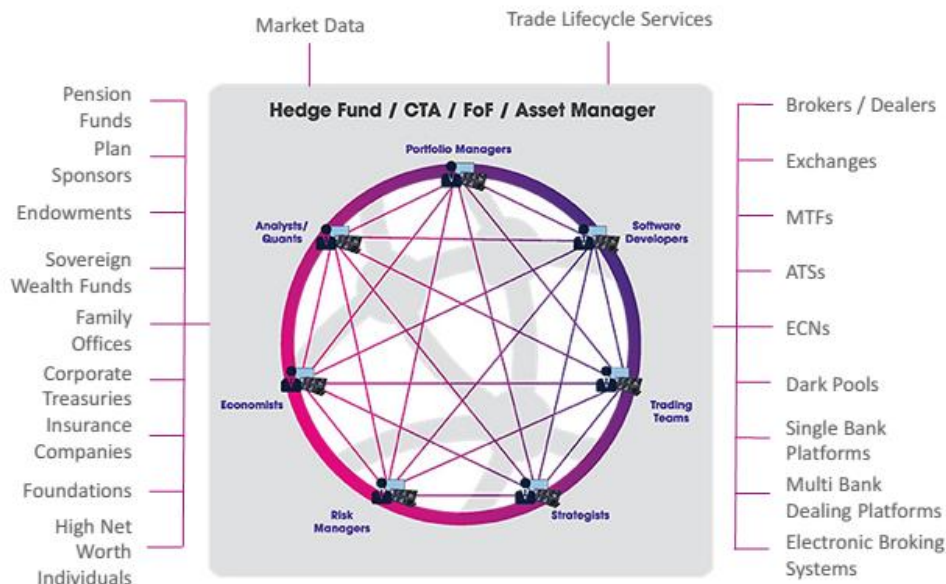 Market Data
Trade Lifecycle Services
Pension
Funds
Plan
Sponsors
Endowments
Sovereign
Wealth Funds
Family
Offices
Corporate
Treasuries
Insurance
Companies
Foundations
High Net
Worth
Individuals
Hedge Fund / CTA / FoF / Asset Manager
Portfolio Managers
Analysts/
Quants
Software
Developers
Economists
Trading
Teams
Risk
Managers
Strategists
Brokers / Dealers
Exchanges
MTFs
ATSs
ECNs
Dark Pools
Single Bank
Platforms
Multi Bank
Dealing Platforms
Electronic Broking
Systems